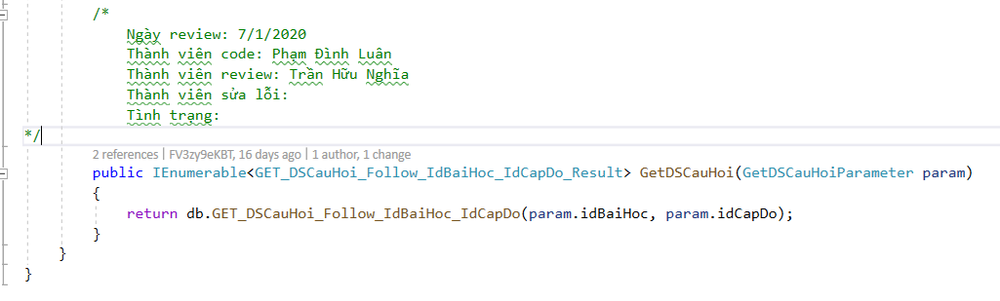 /*
Ngày review: 7/1/2020
Thành viên code: Phạm Đình Luân
Thành viên review: Trần Hữu Nghĩa
Thành viên sửa lỗi:
Tình trạng:
*/
2 references | FV3zy9eKBT, 16 days ago | 1 author, 1 change
public IEnumerable<GET_DSCauHoi_Follow_IdBaiHoc_IdCapDo_Result> GetDSCauHoi(GetDSCauHoiParameter param)
{
return db.GET_DSCauHoi_Follow_IdBaiHoc_IdCapDo(param.idBaiHoc, param.idCapDo);
}
}
}